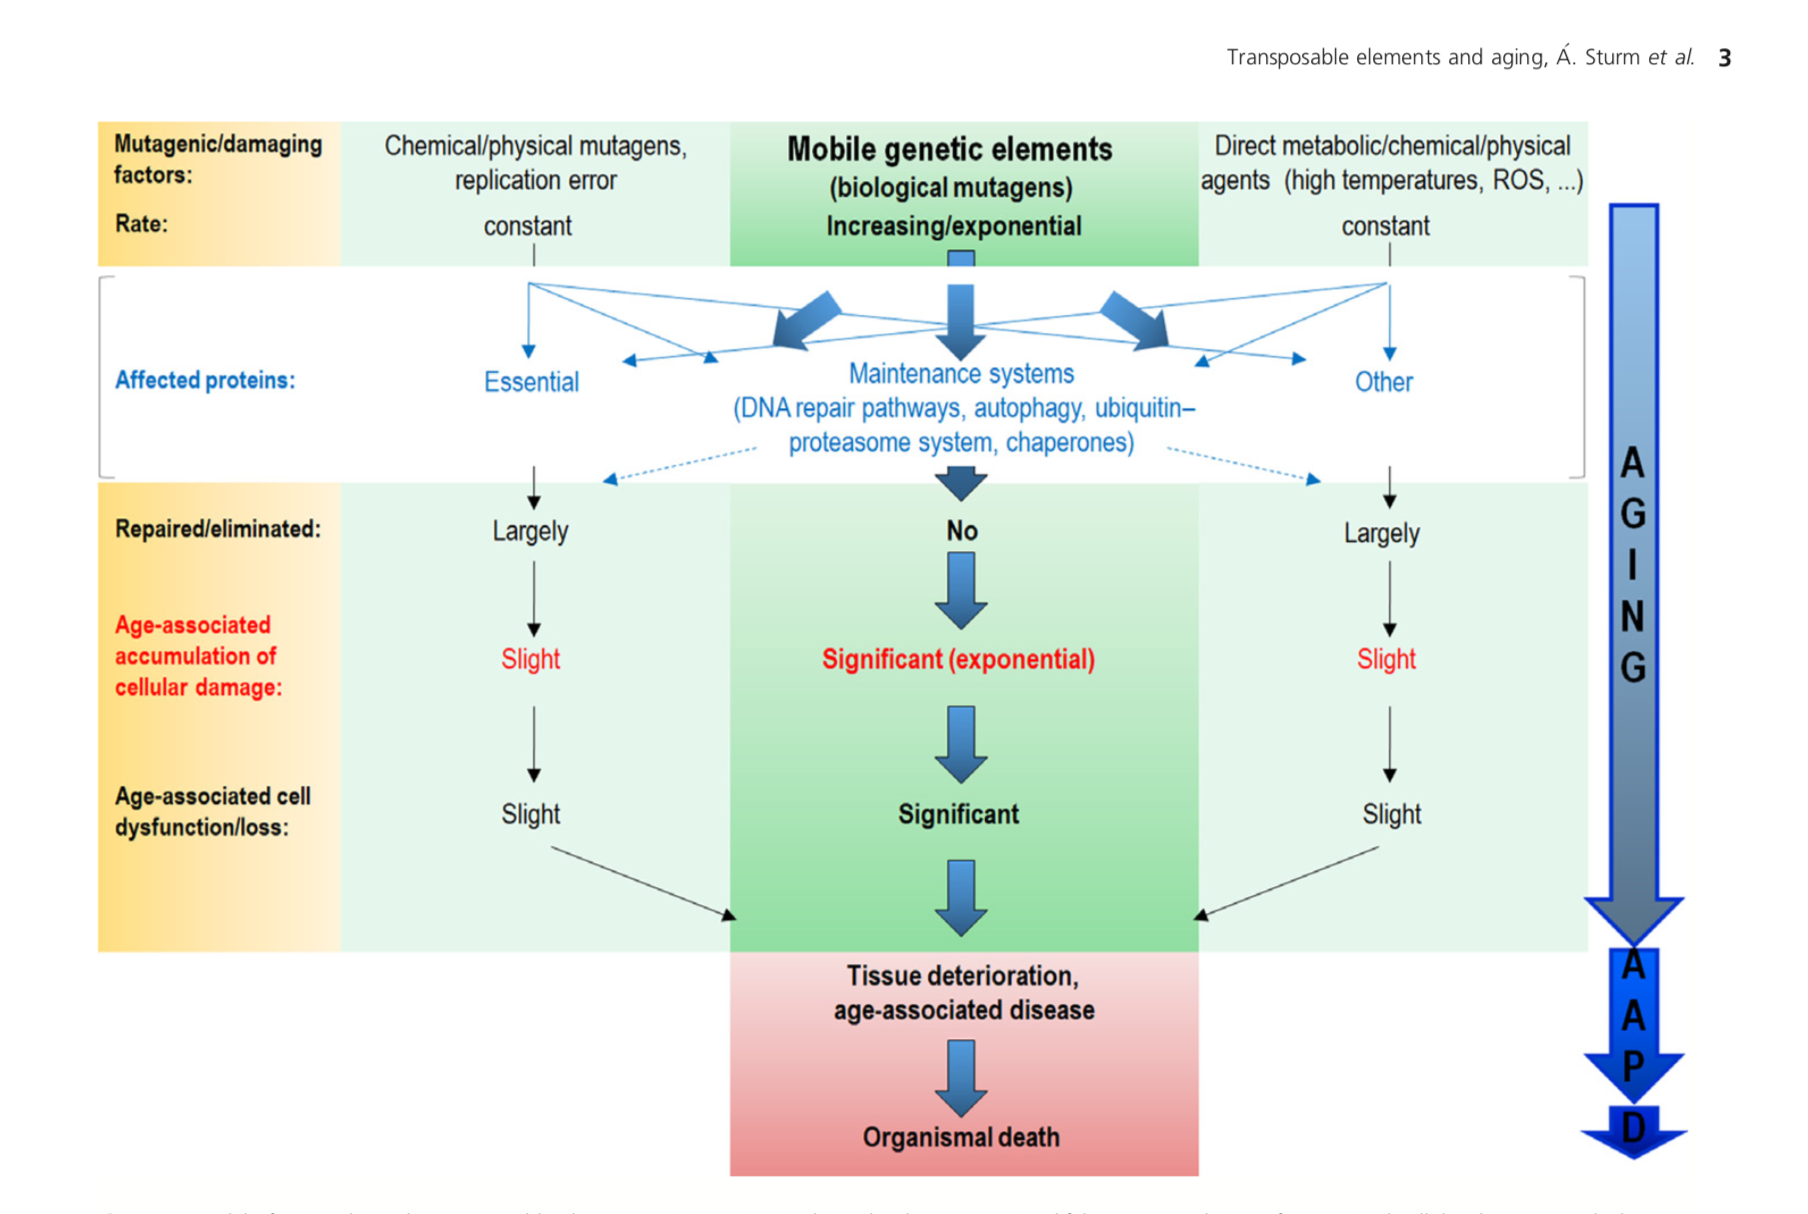 Transposable elements and aging, Á. Sturm et al. 3
Mutagenic/damaging
factors:
Chemical/physical mutagens,
replication error
Mobile genetic elements
(biological mutagens)
Direct metabolic/chemical/physical
agents (high temperatures, ROS, ...)
Rate:
constant
Increasing/exponential
constant
Affected proteins:
Essential
Maintenance systems
(DNA repair pathways, autophagy, ubiquitin–
proteasome system, chaperones)
Other
Repaired/eliminated:
Largely
No
Largely
Age-associated
accumulation of
cellular damage:
Slight
Significant (exponential)
Slight
Age-associated cell
dysfunction/loss:
Slight
Significant
Slight
Tissue deterioration,
age-associated disease
Organismal death
A
G
I
N
G
A
A
P
D